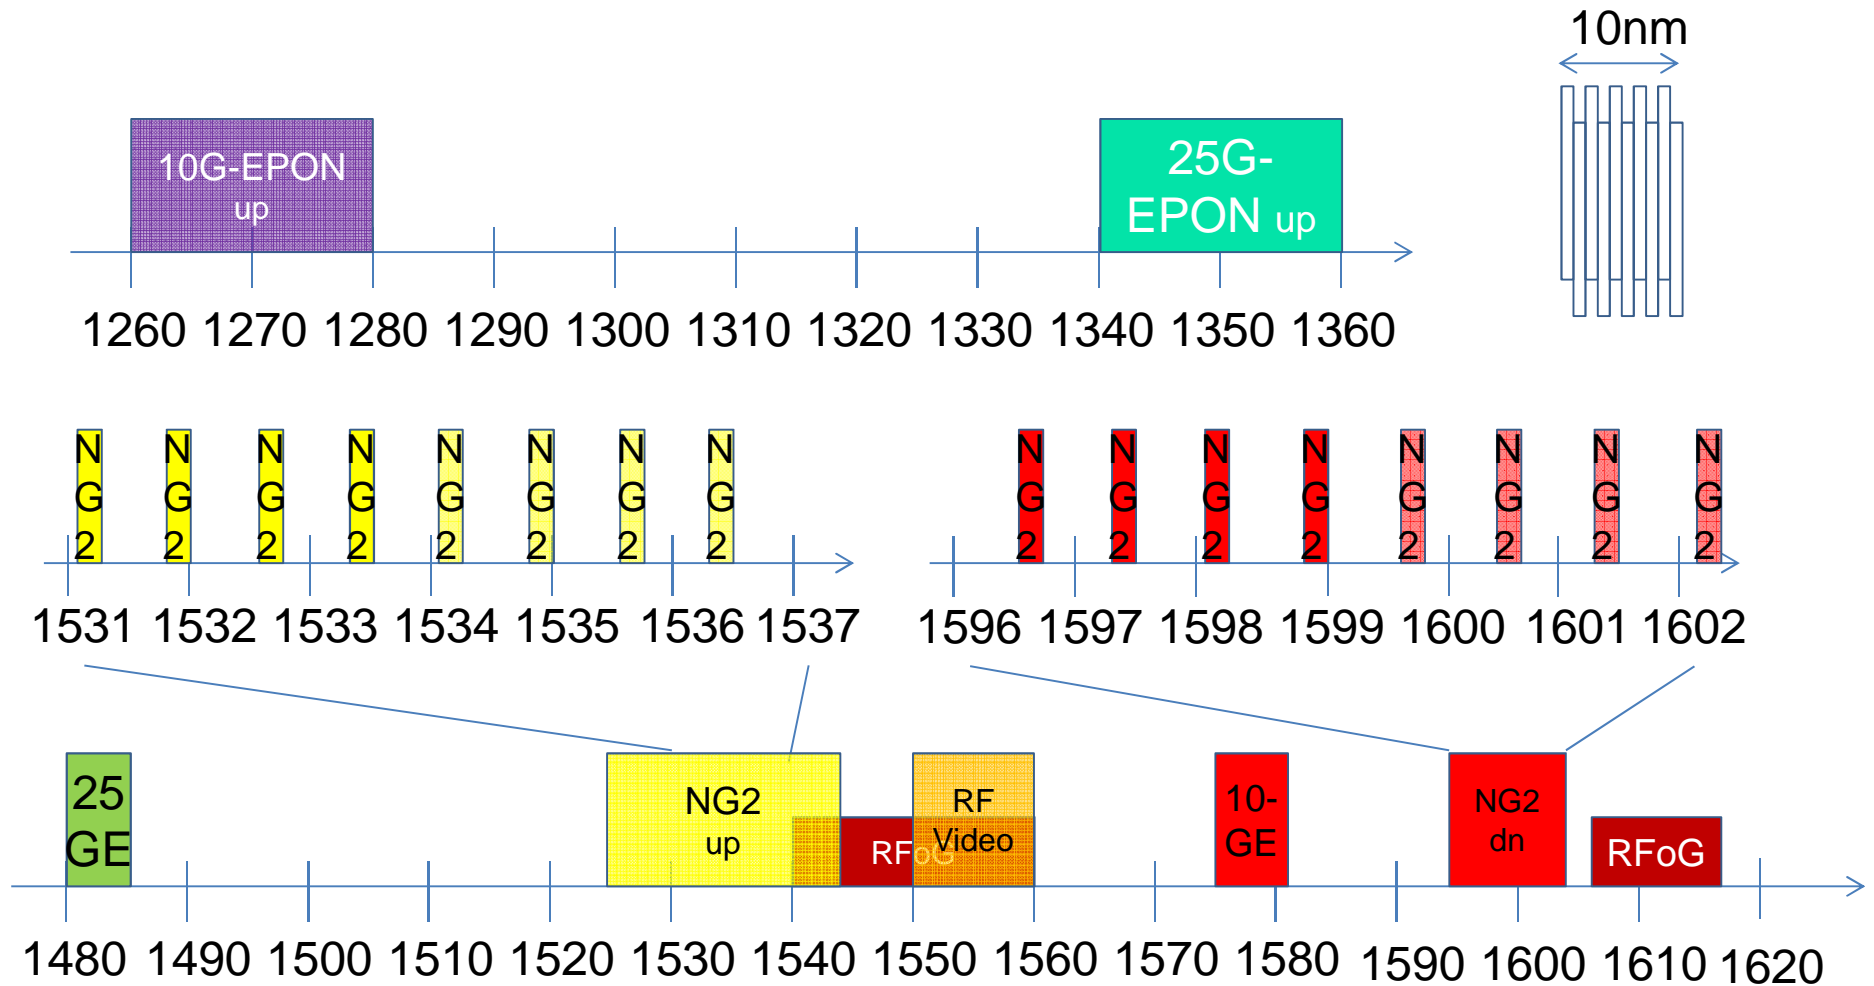 10nm
10G-EPON
up
25G-
EPON up
1260 1270 1280 1290 1300 1310 1320 1330 1340 1350 1360
N N N N N N N N
G G G G G G G G
2 2 2 2 2 2 2 2
1531 1532 1533 1534 1535 1536 1537
N N N N N N N N
G G G G G G G G
2 2 2 2 2 2 2 2
1596 1597 1598 1599 1600 1601 1602
25
GE
NG2
up
RFoG
RF
Video
10-
GE
NG2
dn
RFoG
1480 1490 1500 1510 1520 1530 1540 1550 1560 1570 1580 1590 1600 1610 1620